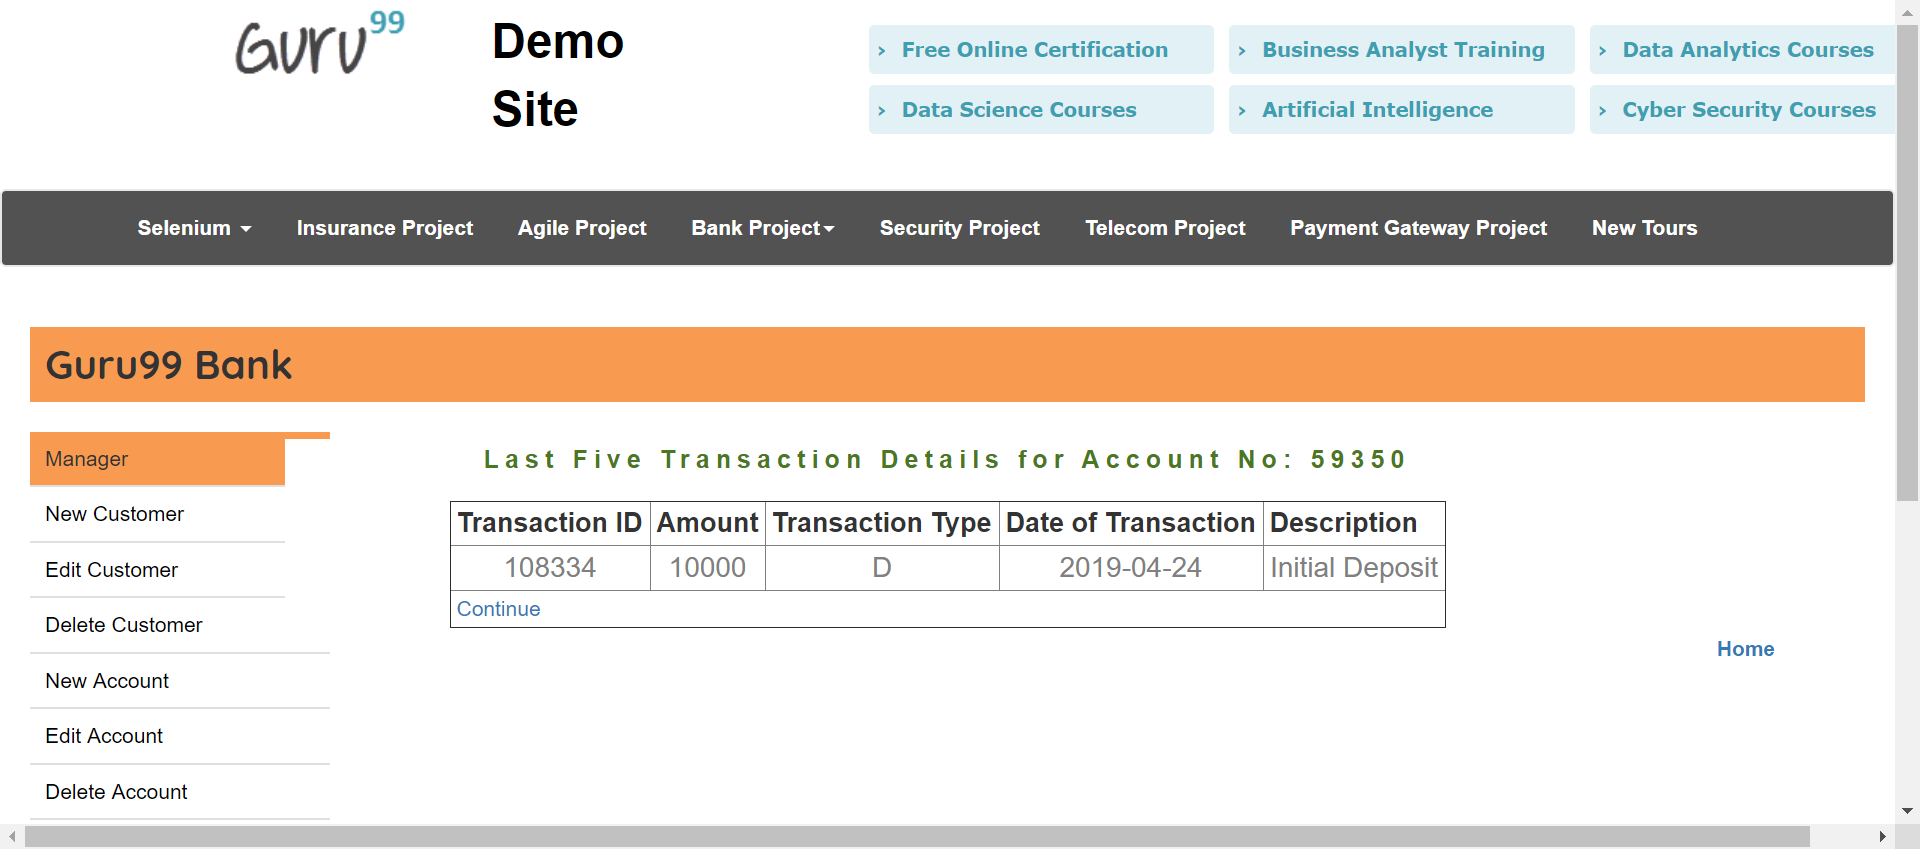 Guru99
Demo
Site
› Free Online Certification
› Business Analyst Training
› Data Analytics Courses
› Data Science Courses
› Artificial Intelligence
› Cyber Security Courses
Selenium Insurance Project Agile Project Bank Project Security Project Telecom Project Payment Gateway Project New Tours
Guru99 Bank
Manager
New Customer
Edit Customer
Delete Customer
New Account
Edit Account
Delete Account
Last Five Transaction Details for Account No: 59350
Transaction ID Amount Transaction Type Date of Transaction Description
108334 10000 D 2019-04-24 Initial Deposit
Continue
Home